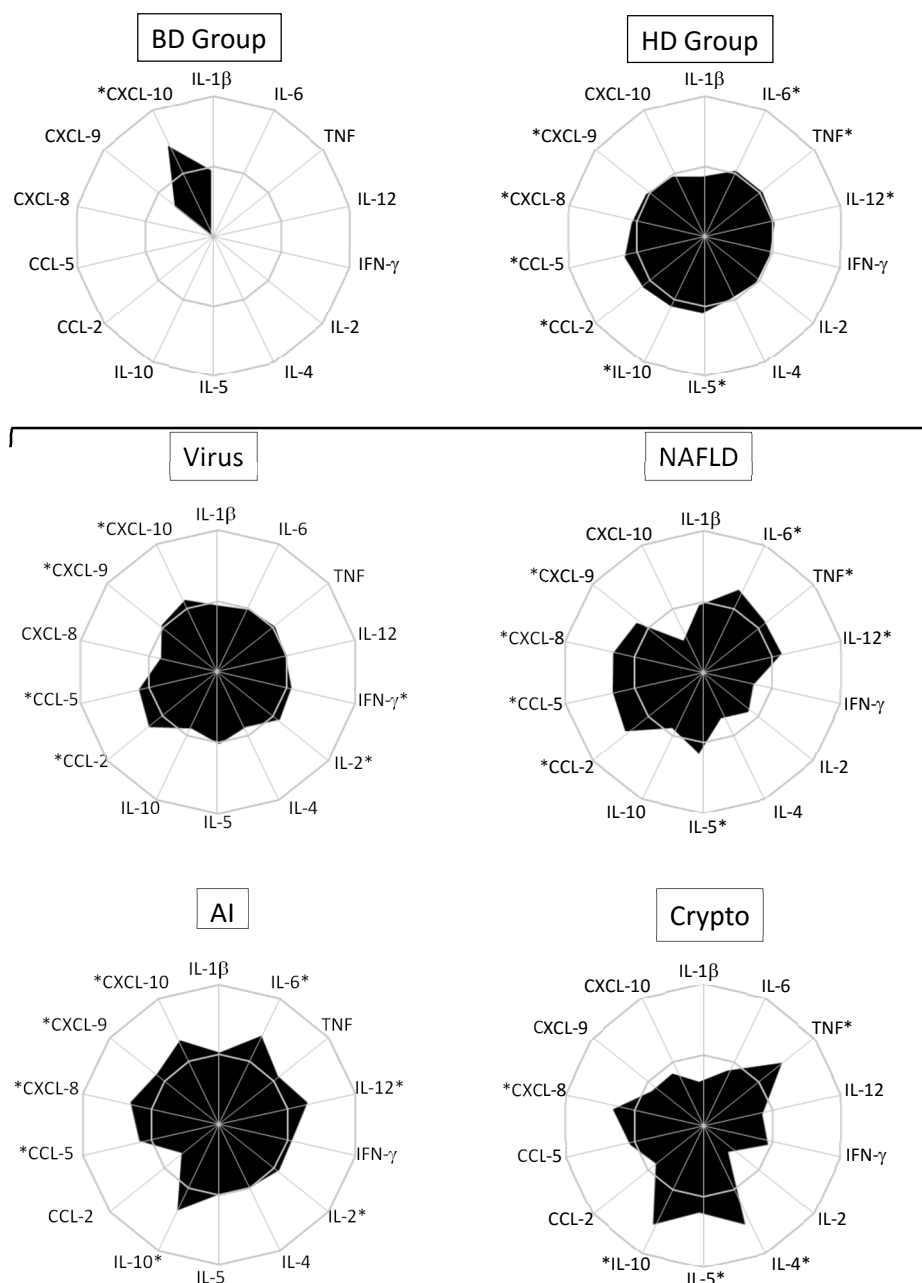 BD Group
HD Group
IL-1β
*CXCL-10
IL-6
CXCL-9
TNF
CXCL-8
IL-12
CCL-5
IFN-γ
CCL-2
IL-2
IL-10
IL-4
IL-5
IL-1β
CXCL-10
IL-6*
*CXCL-9
TNF*
*CXCL-8
IL-12*
*CCL-5
IFN-γ
*CCL-2
IL-2
*IL-10
IL-4
IL-5*
Virus
NAFLD
IL-1β
*CXCL-10
IL-6
*CXCL-9
TNF
CXCL-8
IL-12
*CCL-5
IFN-γ*
*CCL-2
IL-2*
IL-10
IL-4
IL-5
IL-1β
CXCL-10
IL-6*
*CXCL-9
TNF*
*CXCL-8
IL-12*
*CCL-5
IFN-γ
*CCL-2
IL-2
IL-10
IL-4
IL-5*
AI
Crypto
IL-1β
*CXCL-10
IL-6*
*CXCL-9
TNF
*CXCL-8
IL-12*
*CCL-5
IFN-γ
CCL-2
IL-2*
IL-10*
IL-4
IL-5
IL-1β
CXCL-10
IL-6
CXCL-9
TNF*
*CXCL-8
IL-12
CCL-5
IFN-γ
CCL-2
IL-2
*IL-10
IL-4*
IL-5*